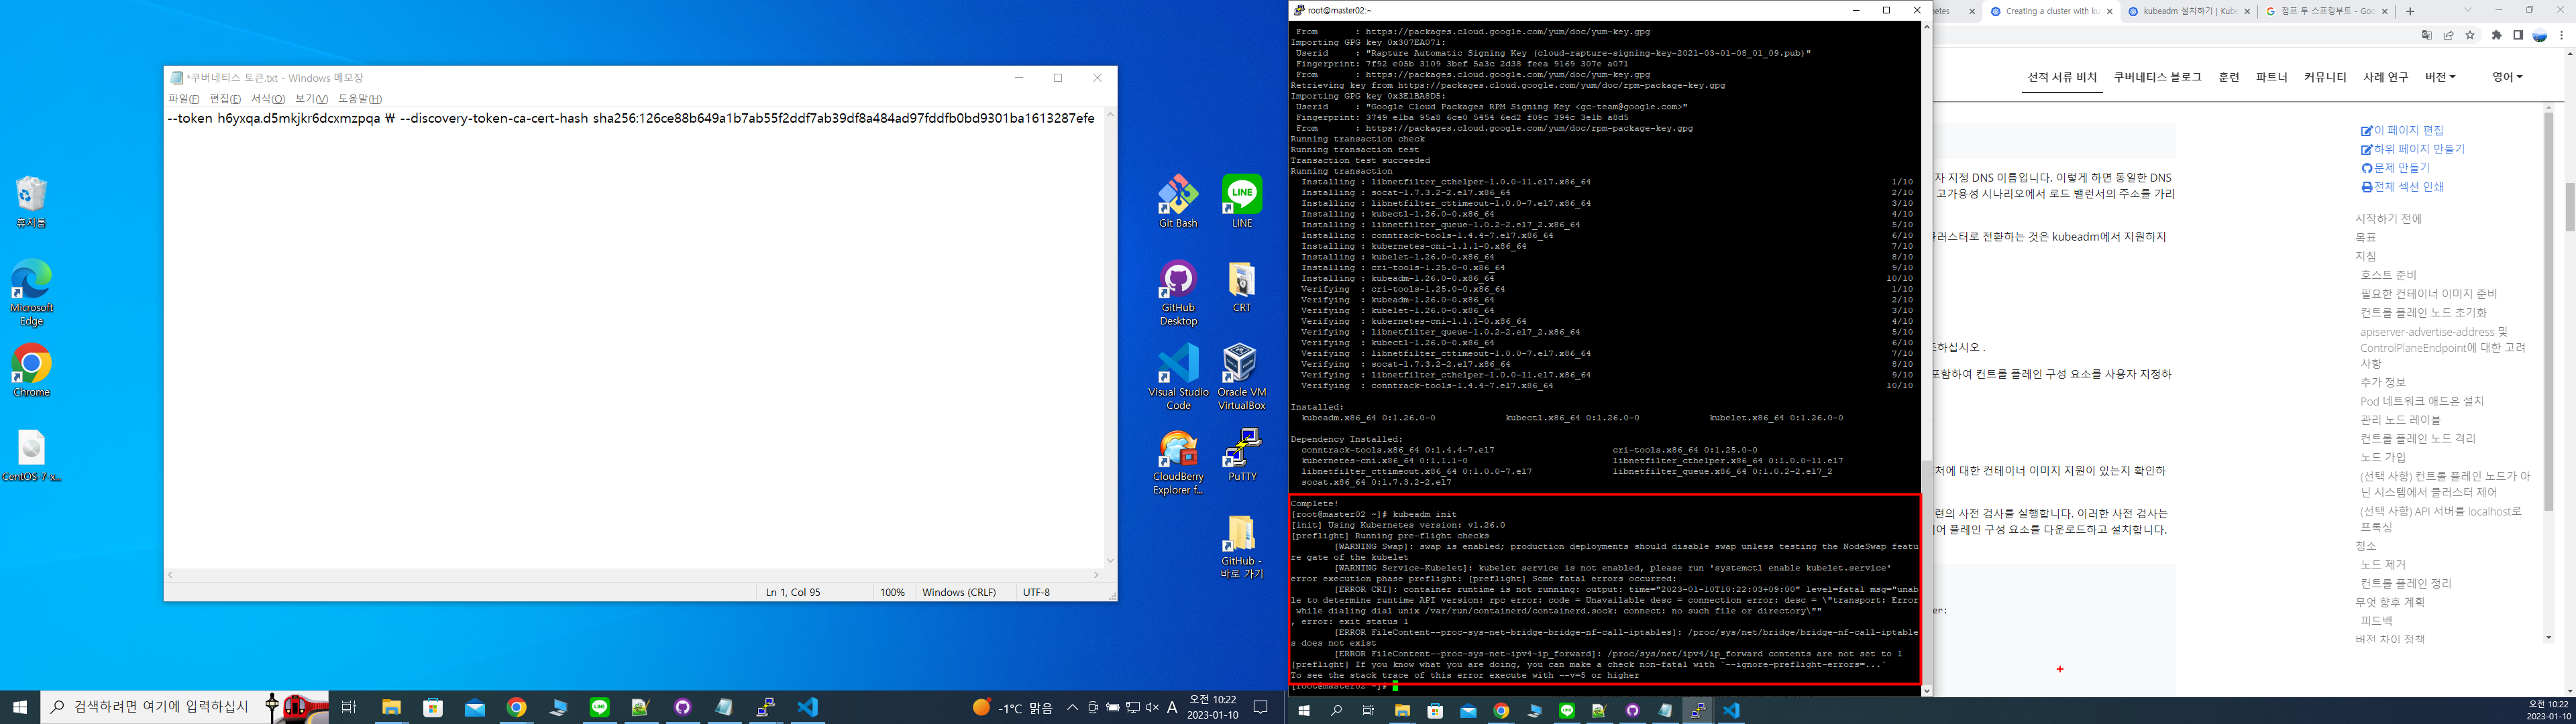 *쿠버네티스 토큰.txt - Windows 메모장
파일(F) 편집(E) 서식(O) 보기(V) 도움말(H)
--token h6yxqa.d5mkjkr6dcxmzpqa ₩ --discovery-token-ca-cert-hash sha256:126ce88b649a1b7ab55f2ddf7ab39df8a484ad97fddfb0bd9301ba1613287efe
Ln 1, Col 95 100% Windows (CRLF) UTF-8
휴지통
Microsoft
Edge
Chrome
CentOS-7-x...
Git Bash
LINE
GitHub
Desktop
CRT
Visual Studio
Code
Oracle VM
VirtualBox
CloudBerry
Explorer f...
PuTTY
GitHub -
바로 가기
검색하려면 여기에 입력하십시
-1°C 맑음
A
오전 10:22
2023-01-10
root@master02:~
From : https://packages.cloud.google.com/yum/doc/yum-key.gpg
Importing GPG key 0x307EA071:
Userid : "Rapture Automatic Signing Key (cloud-rapture-signing-key-2021-03-01-08_01_09.pub)"
Fingerprint: 7f92 e05b 3109 3bef 5a3c 2d38 feea 9169 307e a071
From : https://packages.cloud.google.com/yum/doc/yum-key.gpg
Retrieving key from https://packages.cloud.google.com/yum/doc/rpm-package-key.gpg
Importing GPG key 0x3E1BA8D5:
Userid : "Google Cloud Packages RPM Signing Key <gc-team@google.com>"
Fingerprint: 3749 e1ba 95a8 6ce0 5454 6ed2 f09c 394c 3e1b a8d5
From : https://packages.cloud.google.com/yum/doc/rpm-package-key.gpg
Running transaction check
Running transaction test
Transaction test succeeded
Running transaction
Installing : libnetfilter_cthelper-1.0.0-11.el7.x86_64 1/10
Installing : socat-1.7.3.2-2.el7.x86_64 2/10
Installing : libnetfilter_cttimeout-1.0.0-7.el7.x86_64 3/10
Installing : kubectl-1.26.0-0.x86_64 4/10
Installing : libnetfilter_queue-1.0.2-2.el7_2.x86_64 5/10
Installing : conntrack-tools-1.4.4-7.el7.x86_64 6/10
Installing : kubernetes-cni-1.1.1-0.x86_64 7/10
Installing : kubelet-1.26.0-0.x86_64 8/10
Installing : cri-tools-1.25.0-0.x86_64 9/10
Installing : kubeadm-1.26.0-0.x86_64 10/10
Verifying : cri-tools-1.25.0-0.x86_64 1/10
Verifying : kubeadm-1.26.0-0.x86_64 2/10
Verifying : kubelet-1.26.0-0.x86_64 3/10
Verifying : kubernetes-cni-1.1.1-0.x86_64 4/10
Verifying : libnetfilter_queue-1.0.2-2.el7_2.x86_64 5/10
Verifying : kubectl-1.26.0-0.x86_64 6/10
Verifying : libnetfilter_cttimeout-1.0.0-7.el7.x86_64 7/10
Verifying : socat-1.7.3.2-2.el7.x86_64 8/10
Verifying : libnetfilter_cthelper-1.0.0-11.el7.x86_64 9/10
Verifying : conntrack-tools-1.4.4-7.el7.x86_64 10/10
Installed:
kubeadm.x86_64 0:1.26.0-0 kubectl.x86_64 0:1.26.0-0 kubelet.x86_64 0:1.26.0-0
Dependency Installed:
conntrack-tools.x86_64 0:1.4.4-7.el7 cri-tools.x86_64 0:1.25.0-0
kubernetes-cni.x86_64 0:1.1.1-0 libnetfilter_cthelper.x86_64 0:1.0.0-11.el7
libnetfilter_cttimeout.x86_64 0:1.0.0-7.el7 libnetfilter_queue.x86_64 0:1.0.2-2.el7_2
socat.x86_64 0:1.7.3.2-2.el7
Complete!
[root@master02 ~]# kubeadm init
[init] Using Kubernetes version: v1.26.0
[preflight] Running pre-flight checks
[WARNING Swap]: swap is enabled; production deployments should disable swap unless testing the NodeSwap featu
re gate of the kubelet
[WARNING Service-Kubelet]: kubelet service is not enabled, please run 'systemctl enable kubelet.service'
error execution phase preflight: [preflight] Some fatal errors occurred:
[ERROR CRI]: container runtime is not running: output: time="2023-01-10T10:22:03+09:00" level=fatal msg="unab
le to determine runtime API version: rpc error: code = Unavailable desc = connection error: desc = \"transport: Error
while dialing dial unix /var/run/containerd/containerd.sock: connect: no such file or directory\""
, error: exit status 1
[ERROR FileContent--proc-sys-net-bridge-bridge-nf-call-iptables]: /proc/sys/net/bridge/bridge-nf-call-iptable
s does not exist
[ERROR FileContent--proc-sys-net-ipv4-ip_forward]: /proc/sys/net/ipv4/ip_forward contents are not set to 1
[preflight] If you know what you are doing, you can make a check non-fatal with `--ignore-preflight-errors=...`
To see the stack trace of this error execute with --v=5 or higher
[root@master02 ~]#
Creating a cluster with ku
kubeadm 설치하기 | Kube
점프 투 스프링부트 - Goo
선적 서류 비치 쿠버네티스 블로그 훈련 파트너 커뮤니티 사례 연구 버전 영어
자 지정 DNS 이름입니다. 이렇게 하면 동일한 DNS
고가용성 시나리오에서 로드 밸런서의 주소를 가리
클러스터로 전환하는 것은 kubeadm에서 지원하지
조하십시오 .
포함하여 컨트롤 플레인 구성 요소를 사용자 지정하
처에 대한 컨테이너 이미지 지원이 있는지 확인하
련의 사전 검사를 실행합니다. 이러한 사전 검사는
어 플레인 구성 요소를 다운로드하고 설치합니다.
er:
이 페이지 편집
하위 페이지 만들기
문제 만들기
전체 섹션 인쇄
시작하기 전에
목표
지침
호스트 준비
필요한 컨테이너 이미지 준비
컨트롤 플레인 노드 초기화
apiserver-advertise-address 및
ControlPlaneEndpoint에 대한 고려
사항
추가 정보
Pod 네트워크 애드온 설치
관리 노드 레이블
컨트롤 플레인 노드 격리
노드 가입
(선택 사항) 컨트롤 플레인 노드가 아
닌 시스템에서 클러스터 제어
(선택 사항) API 서버를 localhost로
프록싱
청소
노드 제거
컨트롤 플레인 정리
무엇 향후 계획
피드백
버전 차이 정책
오전 10:22
2023-01-10